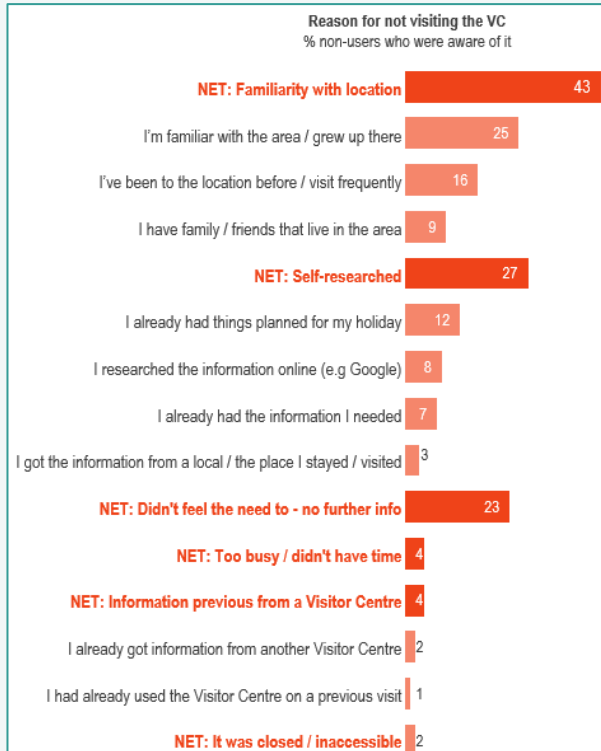 Reason for not visiting the VC
% non-users who were aware of it
NET: Familiarity with location 43
I'm familiar with the area / grew up there 25
I've been to the location before / visit frequently 16
I have family / friends that live in the area 9
NET: Self-researched 27
I already had things planned for my holiday 12
I researched the information online (e.g Google) 8
I already had the information I needed 7
I got the information from a local / the place I stayed / visited 3
NET: Didn't feel the need to - no further info 23
NET: Too busy / didn't have time 4
NET: Information previous from a Visitor Centre 4
I already got information from another Visitor Centre 2
I had already used the Visitor Centre on a previous visit 1
NET: It was closed / inaccessible 2